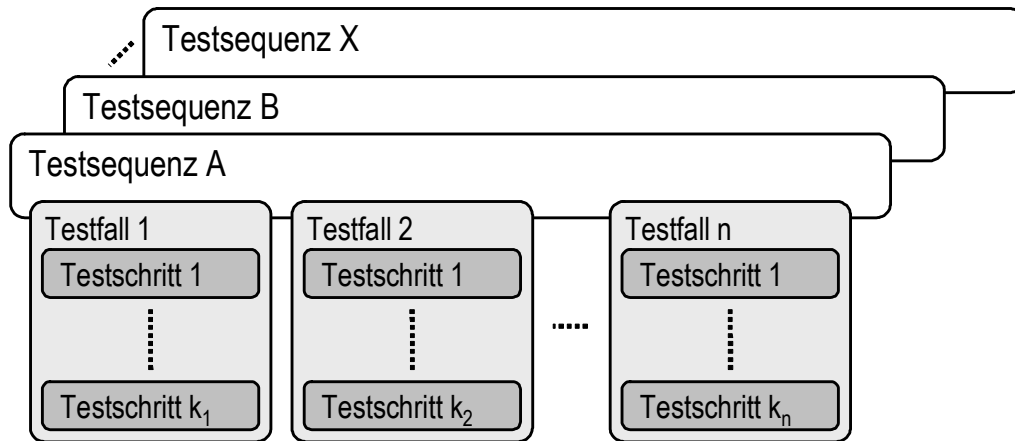 Testsequenz X
Testsequenz B
Testsequenz A
Testfall 1
Testschritt 1
Testschritt k₁
Testfall 2
Testschritt 1
Testschritt k₂
Testfall n
Testschritt 1
Testschritt kₙ